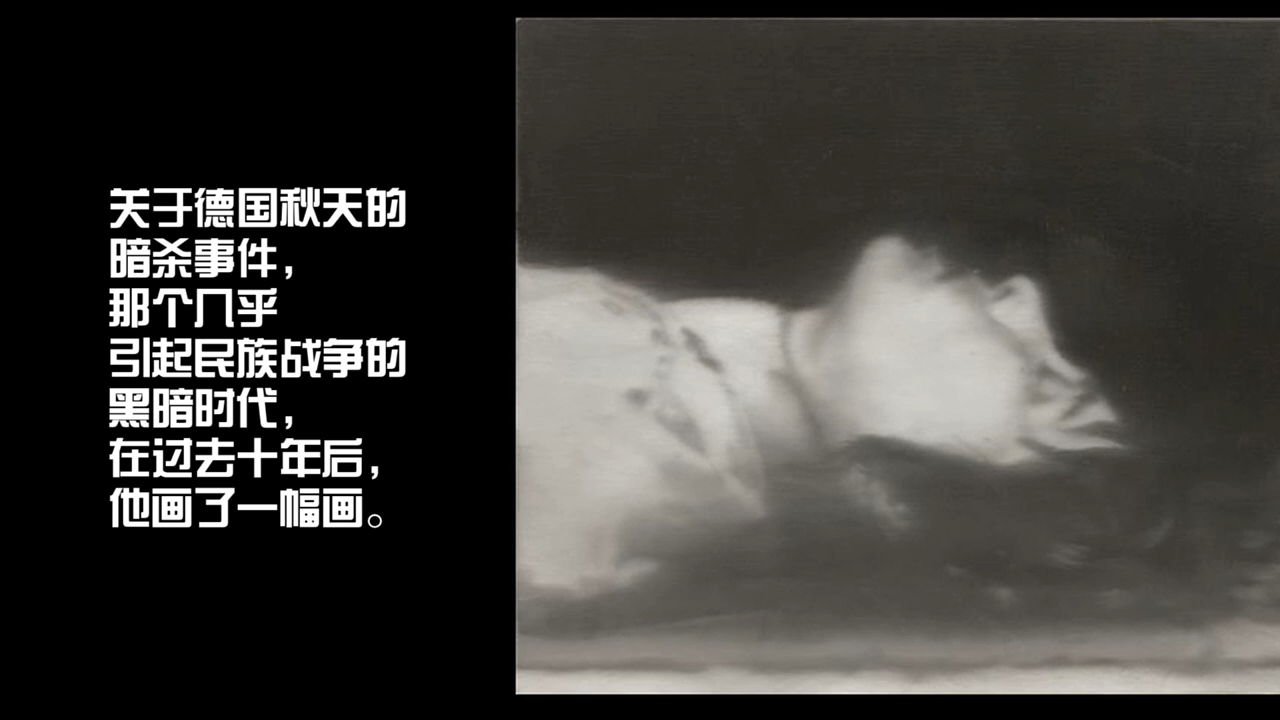 关于德国秋天的
暗杀事件，
那个几乎
引起民族战争的
黑暗时代，
在过去十年后，
他画了一幅画。